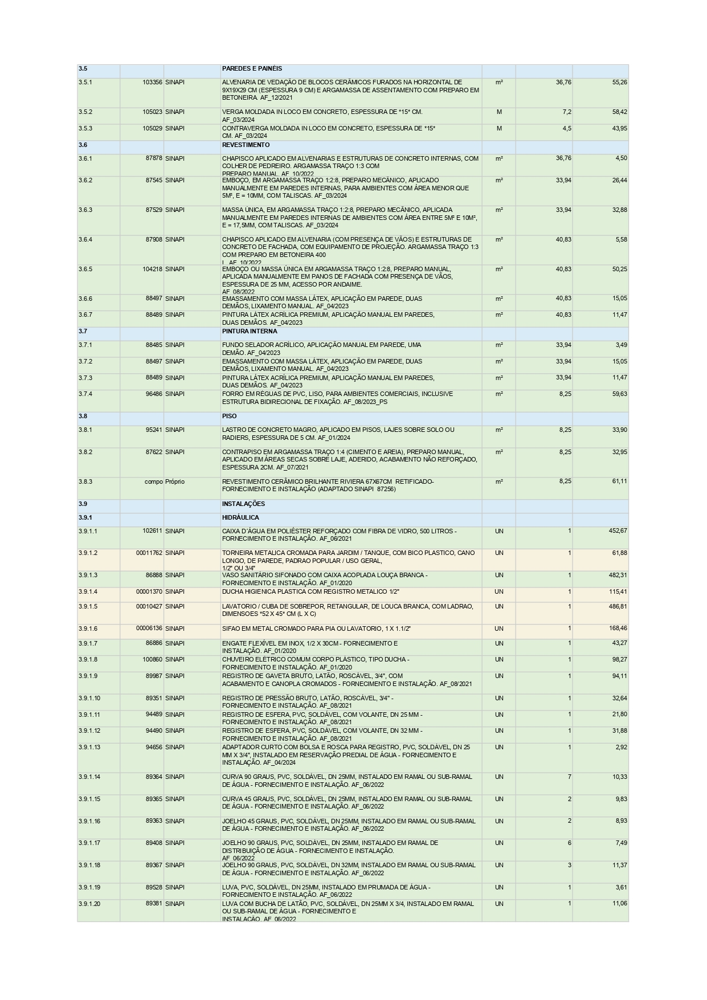 3.5 PAREDES E PAINÉIS
3.5.1 103356 SINAPI ALVENARIA DE VEDAÇÃO DE BLOCOS CERÂMICOS FURADOS NA HORIZONTAL DE m² 36,76 55,26
9X19X29 CM (ESPESSURA 9 CM) E ARGAMASSA DE ASSENTAMENTO COM PREPARO EM
BETONEIRA. AF_12/2021
3.5.2 105023 SINAPI VERGA MOLDADA IN LOCO EM CONCRETO, ESPESSURA DE *15* CM. M 7,2 58,42
AF_03/2024
3.5.3 105029 SINAPI CONTRAVERGA MOLDADA IN LOCO EM CONCRETO, ESPESSURA DE *15* M 4,5 43,95
CM. AF_03/2024
3.6 REVESTIMENTO
3.6.1 87878 SINAPI CHAPISCO APLICADO EM ALVENARIAS E ESTRUTURAS DE CONCRETO INTERNAS, COM m² 36,76 4,50
COLHER DE PEDREIRO. ARGAMASSA TRAÇO 1:3 COM
PREPARO MANUAL. AF_10/2022
3.6.2 87545 SINAPI EMBOÇO, EM ARGAMASSA TRAÇO 1:2:8, PREPARO MECÂNICO, APLICADO m² 33,94 26,44
MANUALMENTE EM PAREDES INTERNAS, PARA AMBIENTES COM ÁREA MENOR QUE
5M², E = 10MM, COM TALISCAS. AF_03/2024
3.6.3 87529 SINAPI MASSA ÚNICA, EM ARGAMASSA TRAÇO 1:2:8, PREPARO MECÂNICO, APLICADA m² 33,94 32,88
MANUALMENTE EM PAREDES INTERNAS DE AMBIENTES COM ÁREA ENTRE 5M² E 10M²,
E = 17,5MM, COM TALISCAS. AF_03/2024
3.6.4 87908 SINAPI CHAPISCO APLICADO EM ALVENARIA (COM PRESENÇA DE VÃOS) E ESTRUTURAS DE m² 40,83 5,58
CONCRETO DE FACHADA, COM EQUIPAMENTO DE PROJEÇÃO. ARGAMASSA TRAÇO 1:3
COM PREPARO EM BETONEIRA 400
L. AF_10/2022
3.6.5 104218 SINAPI EMBOÇO OU MASSA ÚNICA EM ARGAMASSA TRAÇO 1:2:8, PREPARO MANUAL, m² 40,83 50,25
APLICADA MANUALMENTE EM PANOS DE FACHADA COM PRESENÇA DE VÃOS,
ESPESSURA DE 25 MM, ACESSO POR ANDAIME.
AF_08/2022
3.6.6 88497 SINAPI EMASSAMENTO COM MASSA LÁTEX, APLICAÇÃO EM PAREDE, DUAS m² 40,83 15,05
DEMÃOS, LIXAMENTO MANUAL. AF_04/2023
3.6.7 88489 SINAPI PINTURA LÁTEX ACRÍLICA PREMIUM, APLICAÇÃO MANUAL EM PAREDES, m² 40,83 11,47
DUAS DEMÃOS. AF_04/2023
3.7 PINTURA INTERNA
3.7.1 88485 SINAPI FUNDO SELADOR ACRÍLICO, APLICAÇÃO MANUAL EM PAREDE, UMA m² 33,94 3,49
DEMÃO. AF_04/2023
3.7.2 88497 SINAPI EMASSAMENTO COM MASSA LÁTEX, APLICAÇÃO EM PAREDE, DUAS m² 33,94 15,05
DEMÃOS, LIXAMENTO MANUAL. AF_04/2023
3.7.3 88489 SINAPI PINTURA LÁTEX ACRÍLICA PREMIUM, APLICAÇÃO MANUAL EM PAREDES, m² 33,94 11,47
DUAS DEMÃOS. AF_04/2023
3.7.4 96486 SINAPI FORRO EM RÉGUAS DE PVC, LISO, PARA AMBIENTES COMERCIAIS, INCLUSIVE m² 8,25 59,63
ESTRUTURA BIDIRECIONAL DE FIXAÇÃO. AF_08/2023_PS
3.8 PISO
3.8.1 95241 SINAPI LASTRO DE CONCRETO MAGRO, APLICADO EM PISOS, LAJES SOBRE SOLO OU m² 8,25 33,90
RADIERS, ESPESSURA DE 5 CM. AF_01/2024
3.8.2 87622 SINAPI CONTRAPISO EM ARGAMASSA TRAÇO 1:4 (CIMENTO E AREIA), PREPARO MANUAL, m² 8,25 32,95
APLICADO EM ÁREAS SECAS SOBRE LAJE, ADERIDO, ACABAMENTO NÃO REFORÇADO,
ESPESSURA 2CM. AF_07/2021
3.8.3 compo Próprio REVESTIMENTO CERÂMICO BRILHANTE RIVIERA 67X67CM RETIFICADO- m² 8,25 61,11
FORNECIMENTO E INSTALAÇÃO (ADAPTADO SINAPI 87256)
3.9 INSTALAÇÕES
3.9.1 HIDRÁULICA
3.9.1.1 102611 SINAPI CAIXA D´ÁGUA EM POLIÉSTER REFORÇADO COM FIBRA DE VIDRO, 500 LITROS - UN 1 452,67
FORNECIMENTO E INSTALAÇÃO. AF_06/2021
3.9.1.2 00011762 SINAPI TORNEIRA METALICA CROMADA PARA JARDIM / TANQUE, COM BICO PLASTICO, CANO UN 1 61,88
LONGO, DE PAREDE, PADRAO POPULAR / USO GERAL,
1/2" OU 3/4"
3.9.1.3 86888 SINAPI VASO SANITÁRIO SIFONADO COM CAIXA ACOPLADA LOUÇA BRANCA - UN 1 482,31
FORNECIMENTO E INSTALAÇÃO. AF_01/2020
3.9.1.4 00001370 SINAPI DUCHA HIGIENICA PLASTICA COM REGISTRO METALICO 1/2" UN 1 115,41
3.9.1.5 00010427 SINAPI LAVATORIO / CUBA DE SOBREPOR, RETANGULAR, DE LOUCA BRANCA, COM LADRAO, UN 1 486,81
DIMENSOES *52 X 45* CM (L X C)
3.9.1.6 00006136 SINAPI SIFAO EM METAL CROMADO PARA PIA OU LAVATORIO, 1 X 1.1/2" UN 1 168,46
3.9.1.7 86886 SINAPI ENGATE FLEXÍVEL EM INOX, 1/2 X 30CM - FORNECIMENTO E UN 1 43,27
INSTALAÇÃO. AF_01/2020
3.9.1.8 100860 SINAPI CHUVEIRO ELÉTRICO COMUM CORPO PLÁSTICO, TIPO DUCHA - UN 1 98,27
FORNECIMENTO E INSTALAÇÃO. AF_01/2020
3.9.1.9 89987 SINAPI REGISTRO DE GAVETA BRUTO, LATÃO, ROSCÁVEL, 3/4", COM UN 1 94,11
ACABAMENTO E CANOPLA CROMADOS - FORNECIMENTO E INSTALAÇÃO. AF_08/2021
3.9.1.10 89351 SINAPI REGISTRO DE PRESSÃO BRUTO, LATÃO, ROSCÁVEL, 3/4" - UN 1 32,64
FORNECIMENTO E INSTALAÇÃO. AF_08/2021
3.9.1.11 94489 SINAPI REGISTRO DE ESFERA, PVC, SOLDÁVEL, COM VOLANTE, DN 25 MM - UN 1 21,80
FORNECIMENTO E INSTALAÇÃO. AF_08/2021
3.9.1.12 94490 SINAPI REGISTRO DE ESFERA, PVC, SOLDÁVEL, COM VOLANTE, DN 32 MM - UN 1 31,88
FORNECIMENTO E INSTALAÇÃO. AF_08/2021
3.9.1.13 94656 SINAPI ADAPTADOR CURTO COM BOLSA E ROSCA PARA REGISTRO, PVC, SOLDÁVEL, DN 25 UN 1 2,92
MM X 3/4", INSTALADO EM RESERVAÇÃO PREDIAL DE ÁGUA - FORNECIMENTO E
INSTALAÇÃO. AF_04/2024
3.9.1.14 89364 SINAPI CURVA 90 GRAUS, PVC, SOLDÁVEL, DN 25MM, INSTALADO EM RAMAL OU SUB-RAMAL UN 7 10,33
DE ÁGUA - FORNECIMENTO E INSTALAÇÃO. AF_06/2022
3.9.1.15 89365 SINAPI CURVA 45 GRAUS, PVC, SOLDÁVEL, DN 25MM, INSTALADO EM RAMAL OU SUB-RAMAL UN 2 9,83
DE ÁGUA - FORNECIMENTO E INSTALAÇÃO. AF_06/2022
3.9.1.16 89363 SINAPI JOELHO 45 GRAUS, PVC, SOLDÁVEL, DN 25MM, INSTALADO EM RAMAL OU SUB-RAMAL UN 2 8,93
DE ÁGUA - FORNECIMENTO E INSTALAÇÃO. AF_06/2022
3.9.1.17 89408 SINAPI JOELHO 90 GRAUS, PVC, SOLDÁVEL, DN 25MM, INSTALADO EM RAMAL DE UN 6 7,49
DISTRIBUIÇÃO DE ÁGUA - FORNECIMENTO E INSTALAÇÃO.
AF_06/2022
3.9.1.18 89367 SINAPI JOELHO 90 GRAUS, PVC, SOLDÁVEL, DN 32MM, INSTALADO EM RAMAL OU SUB-RAMAL UN 3 11,37
DE ÁGUA - FORNECIMENTO E INSTALAÇÃO. AF_06/2022
3.9.1.19 89528 SINAPI LUVA, PVC, SOLDÁVEL, DN 25MM, INSTALADO EM PRUMADA DE ÁGUA - UN 1 3,61
FORNECIMENTO E INSTALAÇÃO. AF_06/2022
3.9.1.20 89381 SINAPI LUVA COM BUCHA DE LATÃO, PVC, SOLDÁVEL, DN 25MM X 3/4, INSTALADO EM RAMAL UN 1 11,06
OU SUB-RAMAL DE ÁGUA - FORNECIMENTO E
INSTALAÇÃO. AF_06/2022